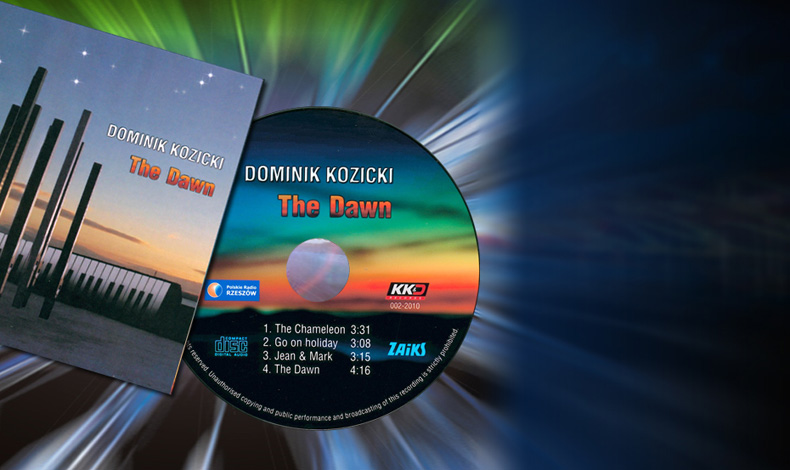 DOMINIK KOZICKI
The Dawn
DOMINIK KOZICKI
The Dawn
Polskie Radio
RZESZÓW
KKD
RECORDS
002-2010
1. The Chameleon 3:31
2. Go on holiday 3:08
3. Jean & Mark 3:15
4. The Dawn 4:16
COMPACT
disc
DIGITAL AUDIO
ZAiKS
reserved. Unauthorised copying and public performance and broadcasting of this recording is strictly prohibited.